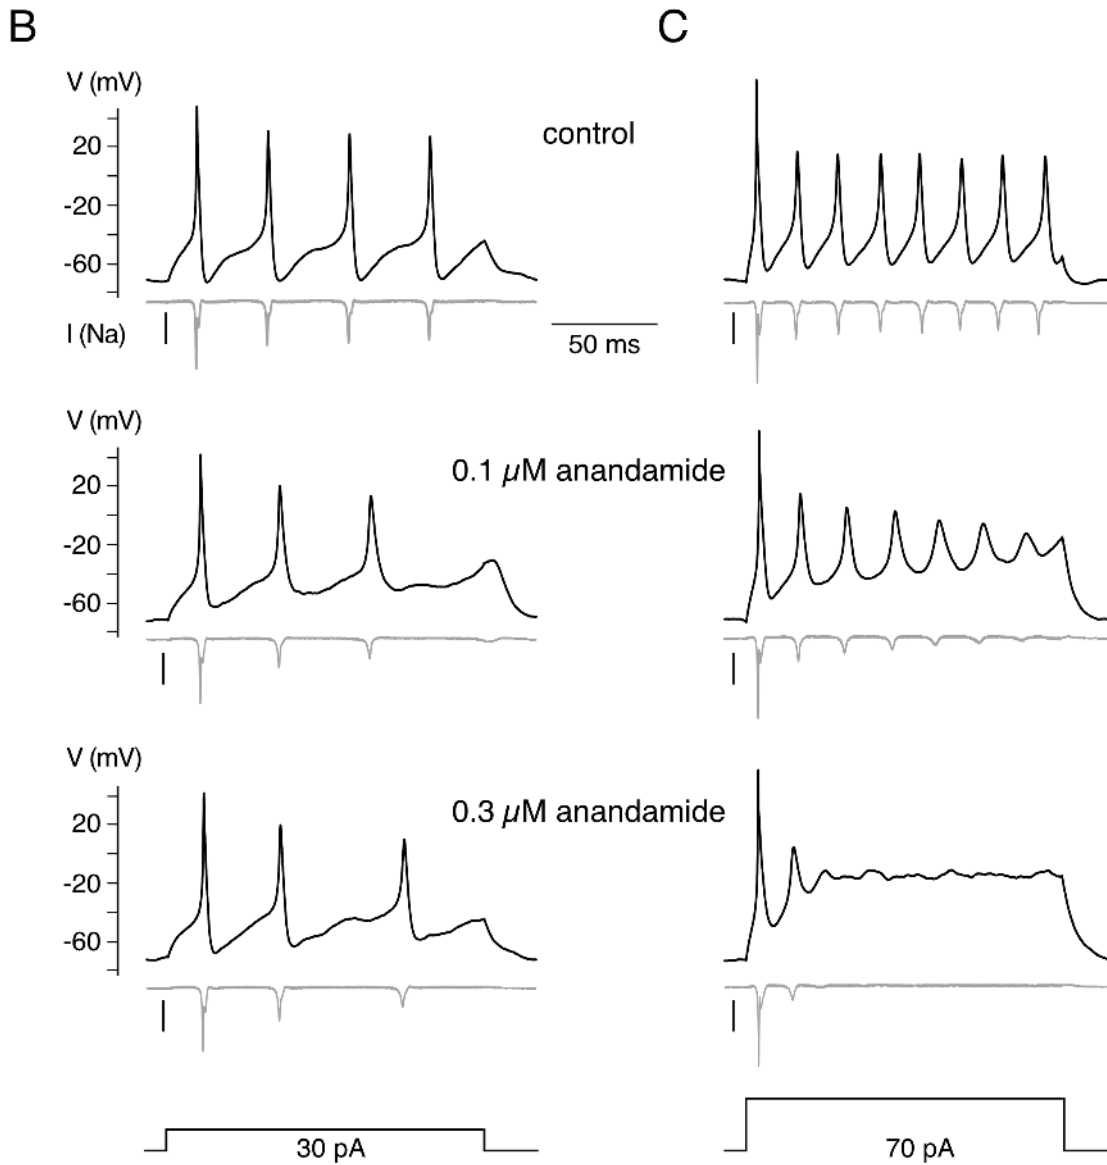 B
C
V (mV)
20
-20
-60
control
I (Na)
50 ms
V (mV)
20
-20
-60
0.1 µM anandamide
V (mV)
20
-20
-60
0.3 µM anandamide
30 pA
70 pA